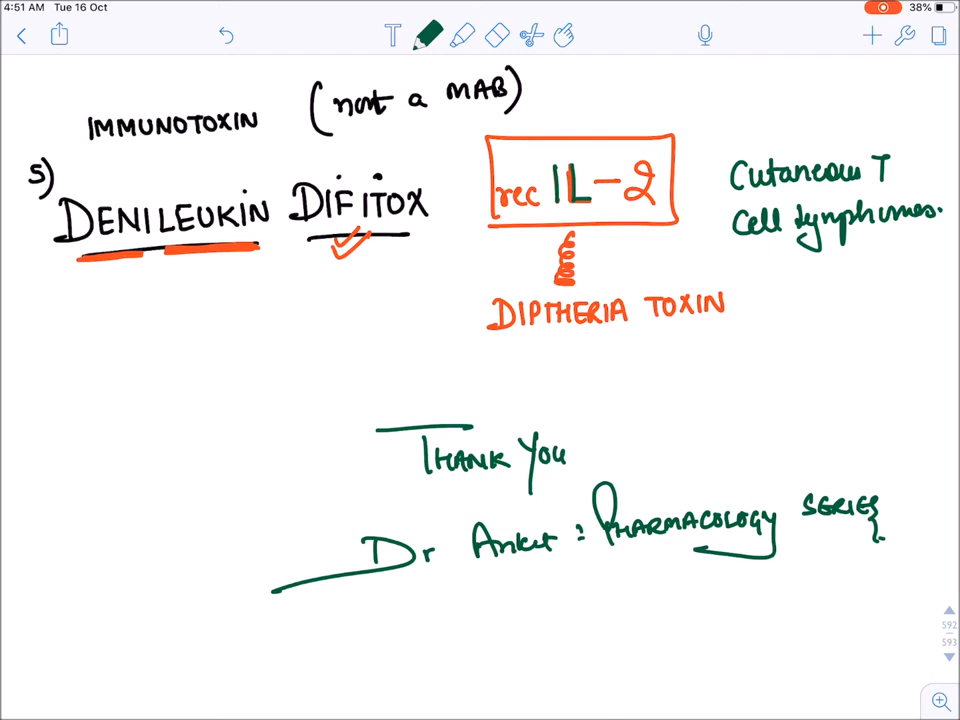 4:51 AM Tue 16 Oct
38%
T
IMMUNOTOXIN (not a MAB)
5) DENILEUKIN DIFITOX
rec IL-2
DIPTHERIA TOXIN
Cutaneous T
Cell Lymphomas.
THANK YOU
Dr Ankit : PHARMACOLOGY SERIES
592
593